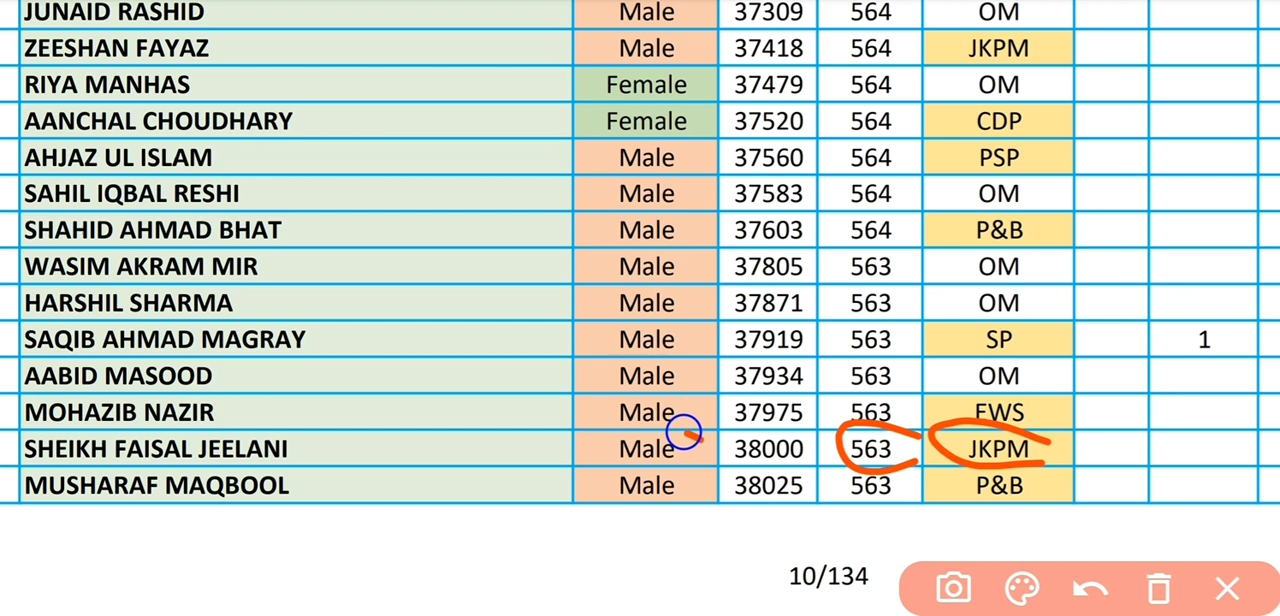 JUNAID RASHID Male 37309 564 OM
ZEESHAN FAYAZ Male 37418 564 JKPM
RIYA MANHAS Female 37479 564 OM
AANCHAL CHOUDHARY Female 37520 564 CDP
AHJAZ UL ISLAM Male 37560 564 PSP
SAHIL IQBAL RESHI Male 37583 564 OM
SHAHID AHMAD BHAT Male 37603 564 P&B
WASIM AKRAM MIR Male 37805 563 OM
HARSHIL SHARMA Male 37871 563 OM
SAQIB AHMAD MAGRAY Male 37919 563 SP 1
AABID MASOOD Male 37934 563 OM
MOHAZIB NAZIR Male 37975 563 EWS
SHEIKH FAISAL JEELANI Male 38000 563 JKPM
MUSHARAF MAQBOOL Male 38025 563 P&B
10/134